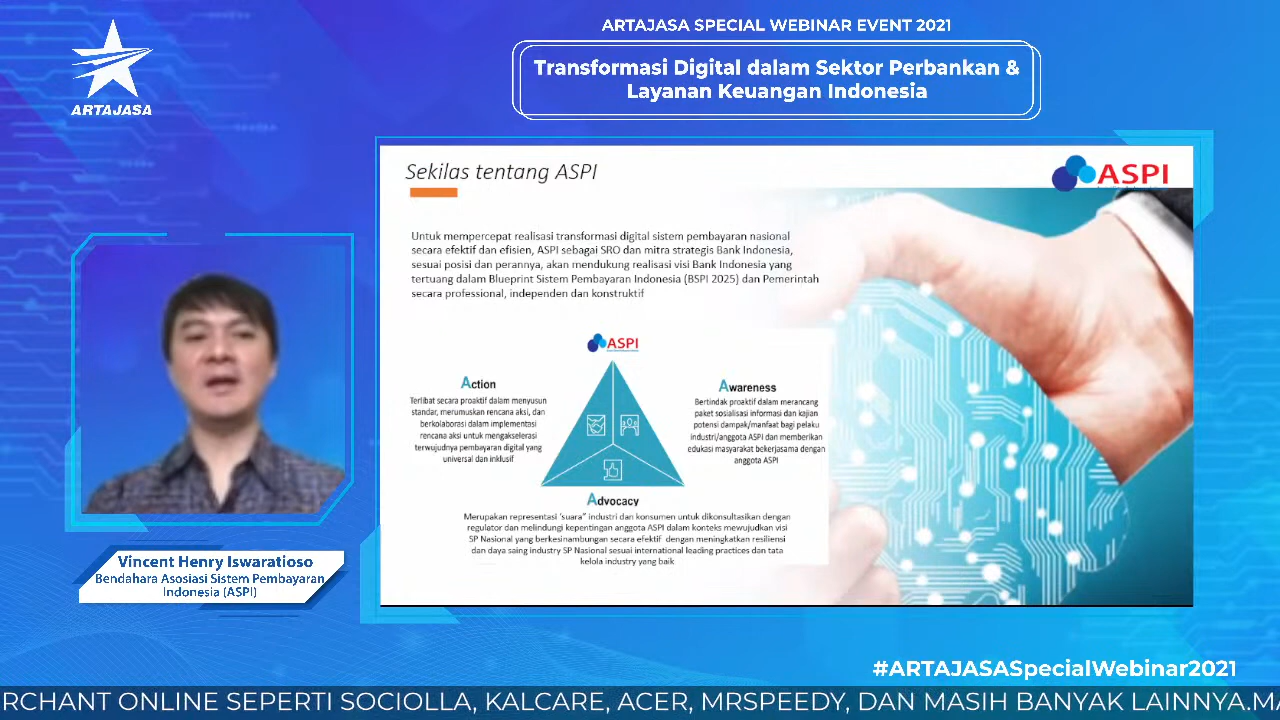 ARTAJASA
ARTAJASA SPECIAL WEBINAR EVENT 2021
Transformasi Digital dalam Sektor Perbankan &
Layanan Keuangan Indonesia
Sekilas tentang ASPI
ASPI
Untuk mempercepat realisasi transformasi digital sistem pembayaran nasional
secara efektif dan efisien, ASPI sebagai SRO dan mitra strategis Bank Indonesia,
sesuai posisi dan perannya, akan mendukung realisasi visi Bank Indonesia yang
tertuang dalam Blueprint Sistem Pembayaran Indonesia (BSPI 2025) dan Pemerintah
secara professional, independen dan konstruktif
ASPI
Action
Terlibat secara proaktif dalam menyusun
standar, merumuskan rencana aksi, dan
berkolaborasi dalam implementasi
rencana aksi untuk mengakselerasi
terwujudnya pembayaran digital yang
universal dan inklusif
Awareness
Bertindak proaktif dalam merancang
paket sosialisasi informasi dan kajian
potensi dampak/manfaat bagi pelaku
industri/anggota ASPI dan memberikan
edukasi masyarakat bekerjasama dengan
anggota ASPI
Advocacy
Merupakan representasi ‘suara” industri dan konsumen untuk dikonsultasikan dengan
regulator dan melindungi kepentingan anggota ASPI dalam konteks mewujudkan visi
SP Nasional yang berkesinambungan secara efektif dengan meningkatkan resiliensi
dan daya saing industry SP Nasional sesuai international leading practices dan tata
kelola industry yang baik
Vincent Henry Iswaratioso
Bendahara Asosiasi Sistem Pembayaran
Indonesia (ASPI)
#ARTAJASASpecialWebinar2021
RCHANT ONLINE SEPERTI SOCIOLLA, KALCARE, ACER, MRSPEEDY, DAN MASIH BANYAK LAINNYA.MA